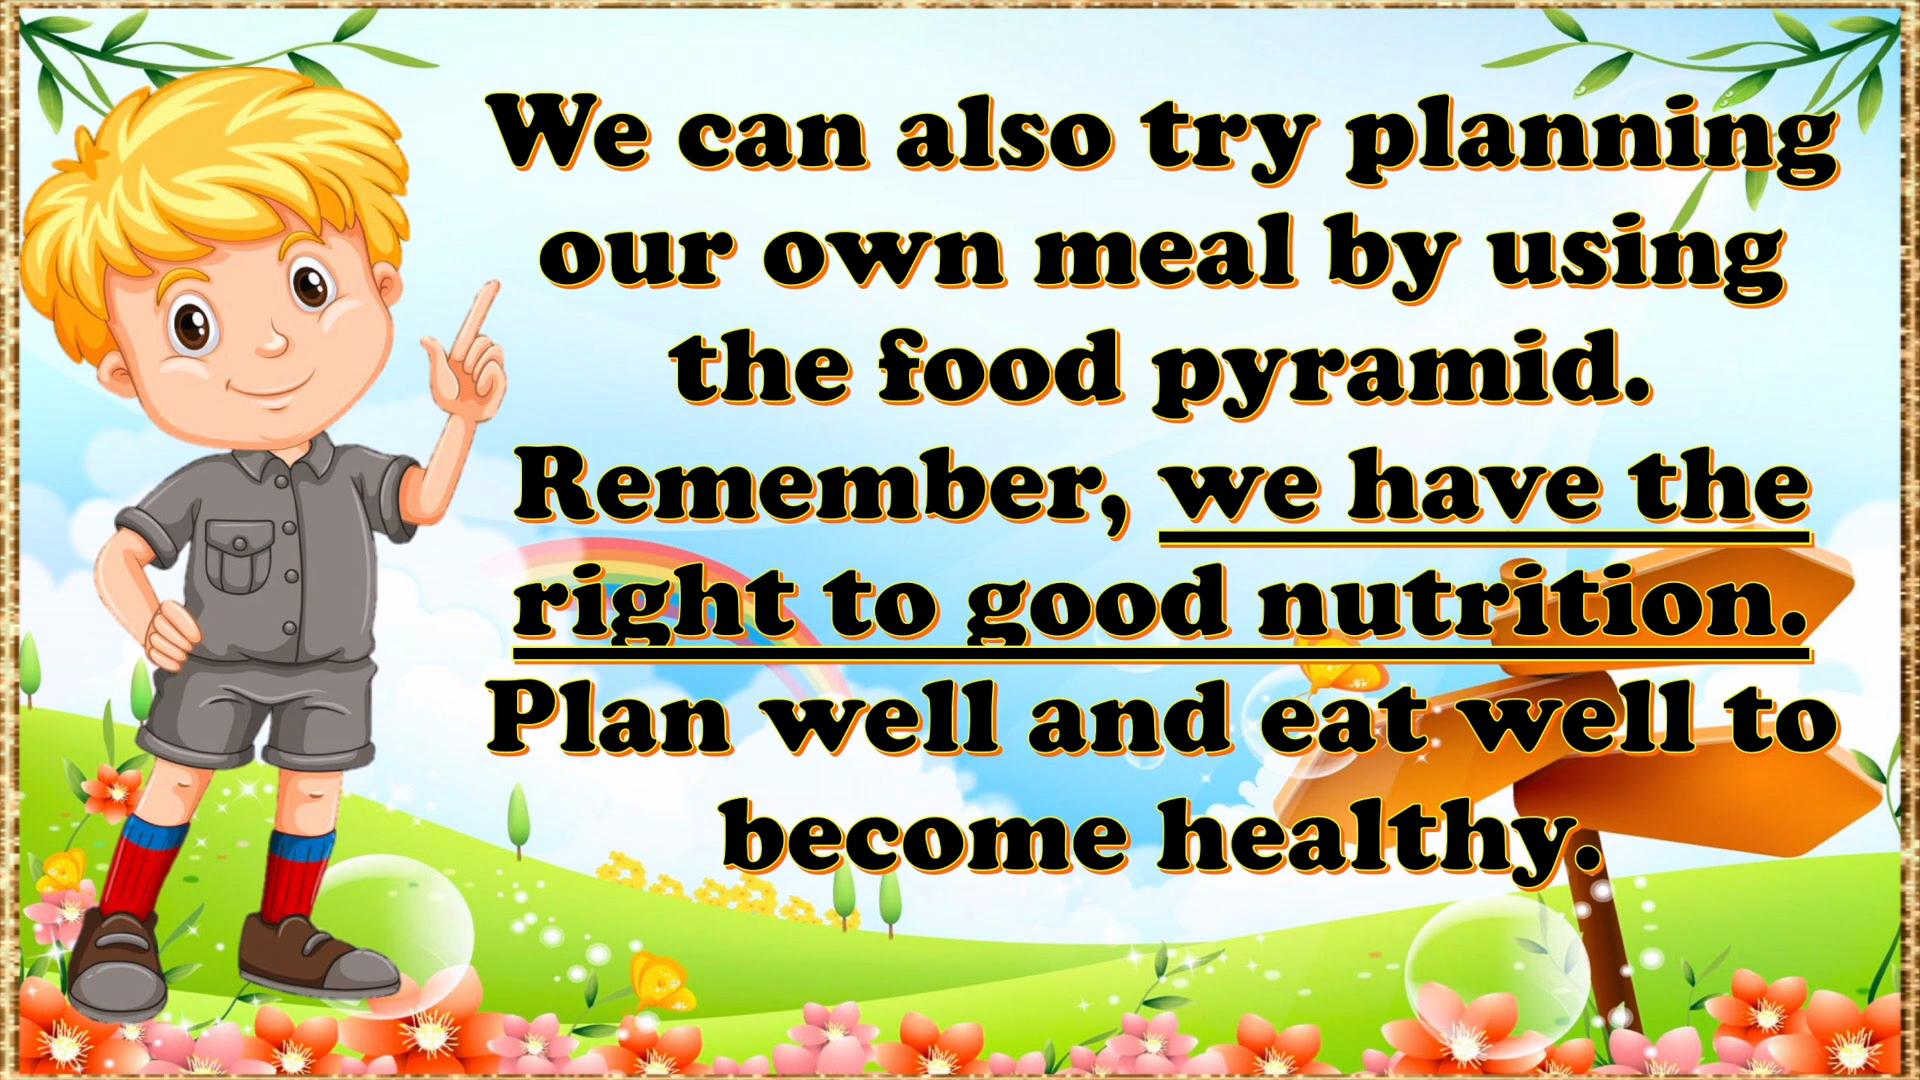 We can also try planning
our own meal by using
the food pyramid.
Remember, we have the
right to good nutrition.
Plan well and eat well to
become healthy.